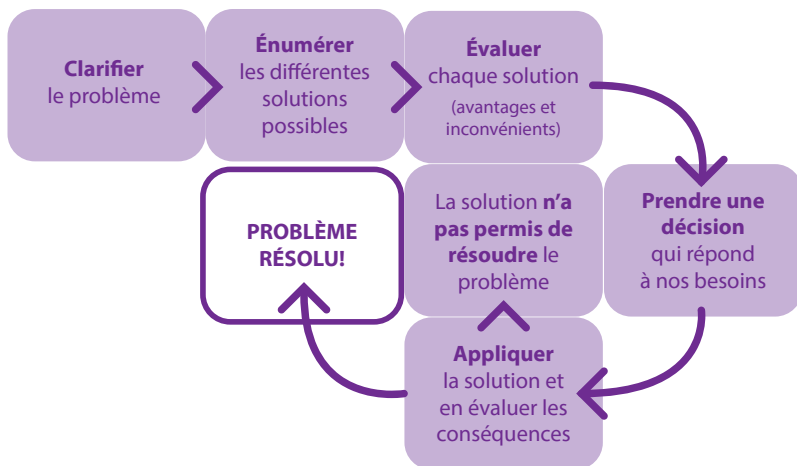 Clarifier
le problème
Énumérer
les différentes
solutions
possibles
Évaluer
chaque solution
(avantages et
inconvénients)
Prendre une
décision
qui répond
à nos besoins
Appliquer
la solution et
en évaluer les
conséquences
La solution n’a
pas permis de
résoudre le
problème
PROBLÈME
RÉSOLU!